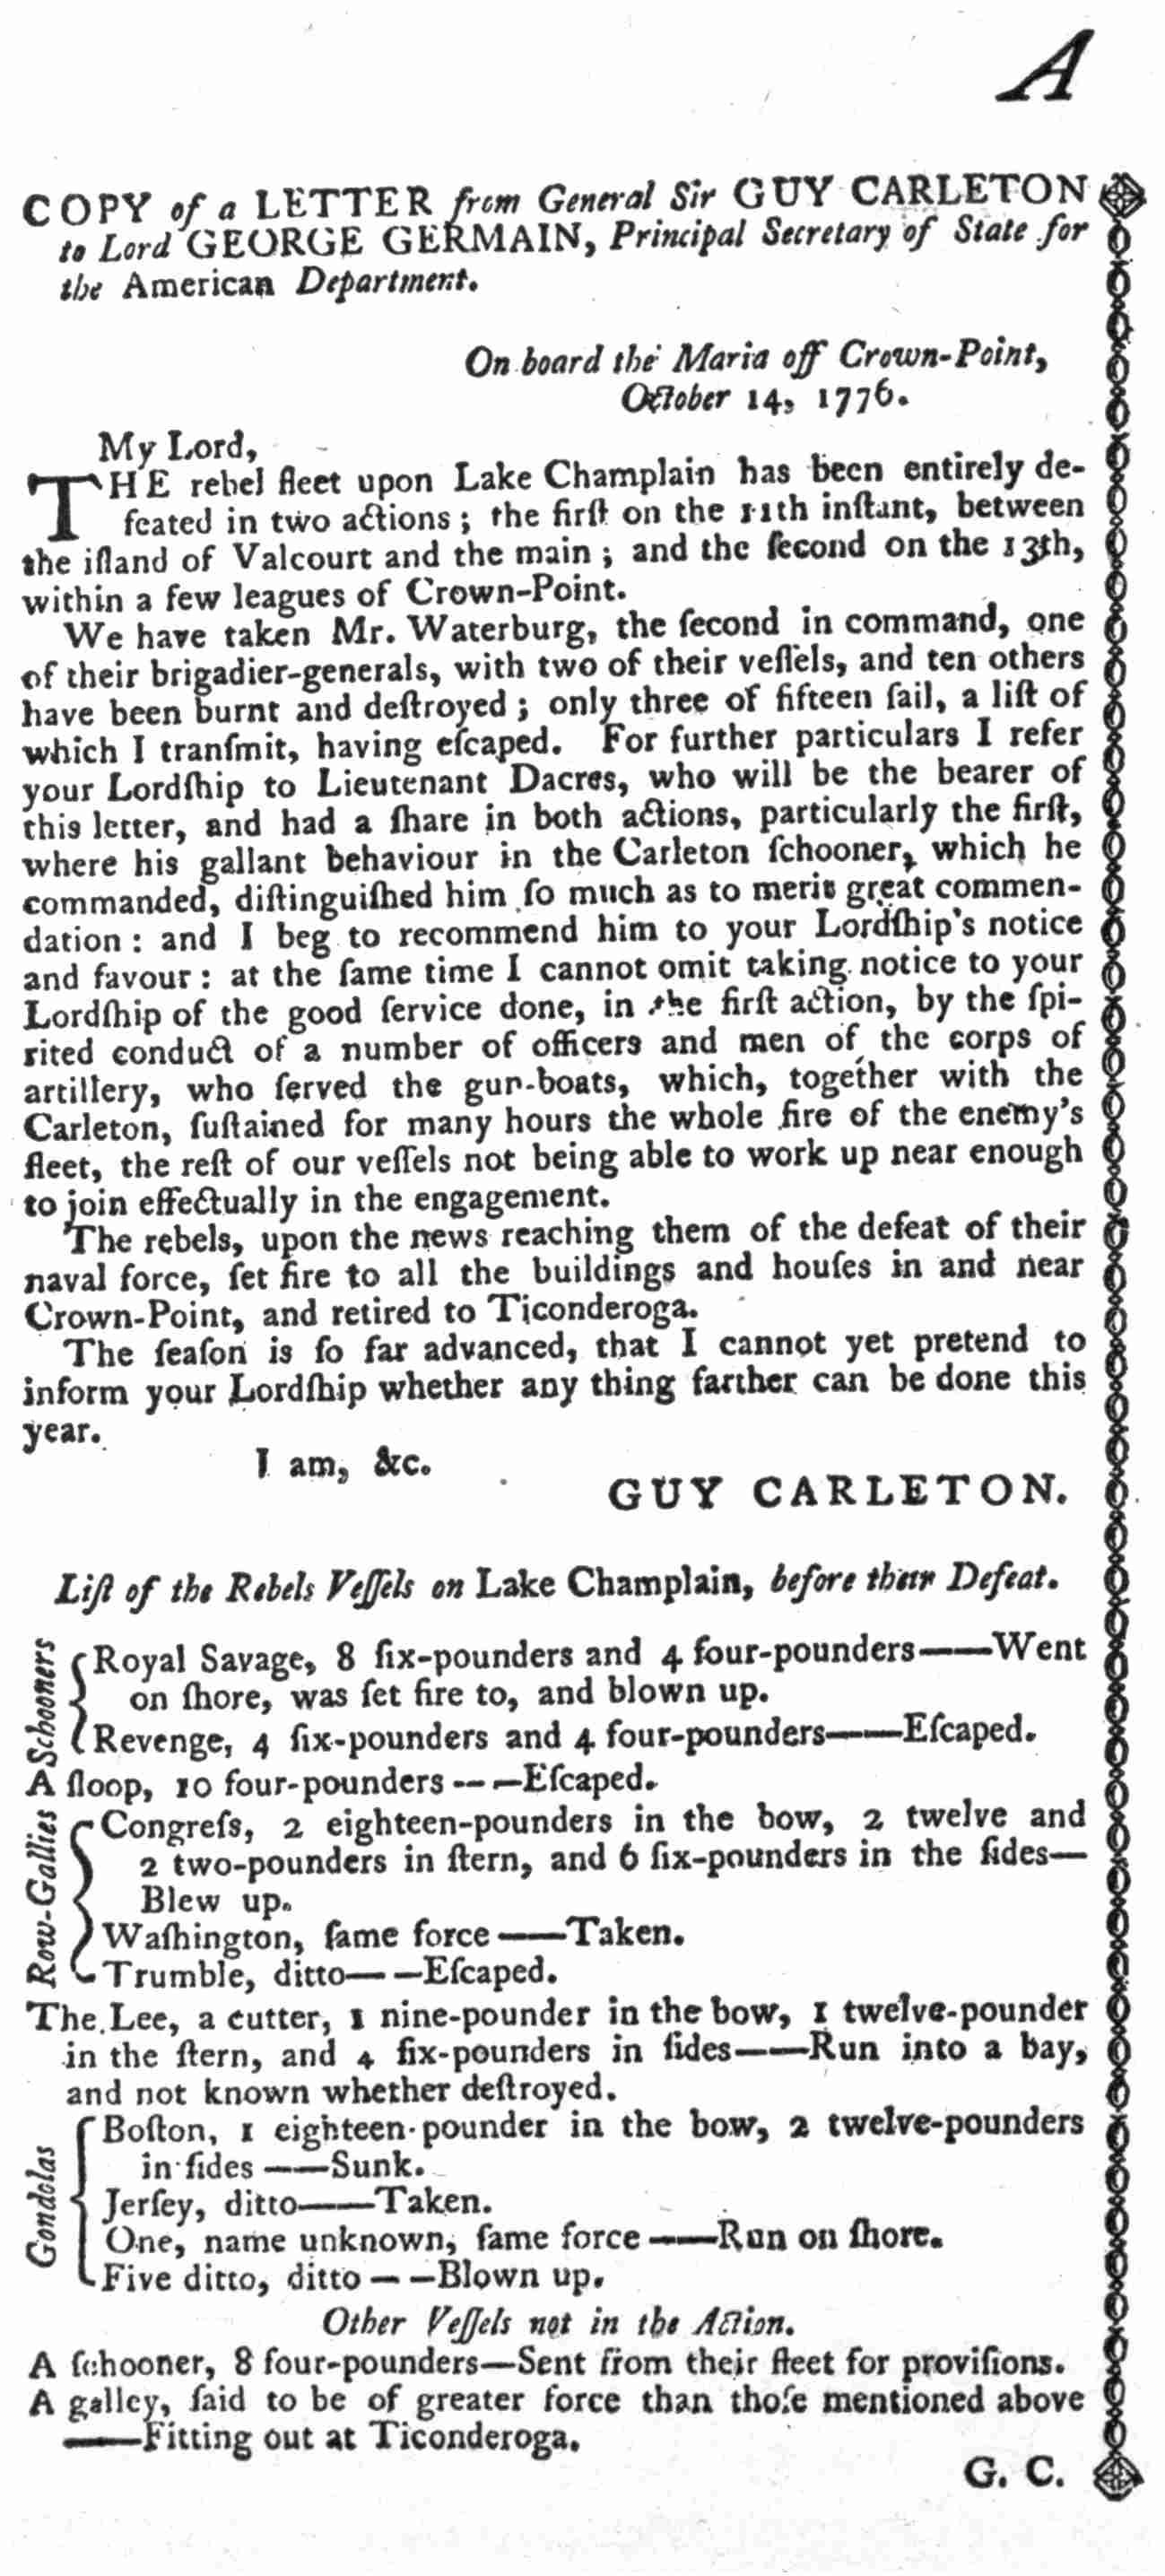 A
COPY of a LETTER from General Sir GUY CARLETON
to Lord GEORGE GERMAIN, Principal Secretary of State for
the American Department.
On board the Maria off Crown-Point,
October 14, 1776.
My Lord,
THE rebel fleet upon Lake Champlain has been entirely de-
feated in two actions; the firſt on the 11th inſtant, between
the iſland of Valcourt and the main; and the ſecond on the 13th,
within a few leagues of Crown-Point.
We have taken Mr. Waterburg, the ſecond in command, one
of their brigadier-generals, with two of their veſſels, and ten others
have been burnt and deſtroyed; only three of fifteen ſail, a liſt of
which I tranſmit, having eſcaped. For further particulars I refer
your Lordſhip to Lieutenant Dacres, who will be the bearer of
this letter, and had a ſhare in both actions, particularly the firſt,
where his gallant behaviour in the Carleton ſchooner, which he
commanded, diſtinguiſhed him ſo much as to merit great commen-
dation: and I beg to recommend him to your Lordſhip's notice
and favour: at the ſame time I cannot omit taking notice to your
Lordſhip of the good ſervice done, in the firſt action, by the ſpi-
rited conduct of a number of officers and men of the corps of
artillery, who ſerved the gun-boats, which, together with the
Carleton, ſuſtained for many hours the whole fire of the enemy's
fleet, the reſt of our veſſels not being able to work up near enough
to join effectually in the engagement.
The rebels, upon the news reaching them of the defeat of their
naval force, ſet fire to all the buildings and houſes in and near
Crown-Point, and retired to Ticonderoga.
The ſeaſon is ſo far advanced, that I cannot yet pretend to
inform your Lordſhip whether any thing farther can be done this
year.
I am, &c.
GUY CARLETON.
Liſt of the Rebels Veſſels on Lake Champlain, before their Defeat.
Schooners
Royal Savage, 8 ſix-pounders and 4 four-pounders——Went
on ſhore, was ſet fire to, and blown up.
Revenge, 4 ſix-pounders and 4 four-pounders——Eſcaped.
A ſloop, 10 four-pounders -- —Eſcaped.
Row-Gallies
Congreſs, 2 eighteen-pounders in the bow, 2 twelve and
2 two-pounders in ſtern, and 6 ſix-pounders in the ſides—
Blew up.
Waſhington, ſame force ——Taken.
Trumble, ditto— —Eſcaped.
The Lee, a cutter, 1 nine-pounder in the bow, 1 twelve-pounder
in the ſtern, and 4 ſix-pounders in ſides——Run into a bay,
and not known whether deſtroyed.
Gondolas
Boſton, 1 eighteen-pounder in the bow, 2 twelve-pounders
in ſides ——Sunk.
Jerſey, ditto——Taken.
One, name unknown, ſame force ——Run on ſhore.
Five ditto, ditto — —Blown up.
Other Veſſels not in the Action.
A ſchooner, 8 four-pounders—Sent from their fleet for proviſions.
A galley, ſaid to be of greater force than thoſe mentioned above
——Fitting out at Ticonderoga.
G. C.